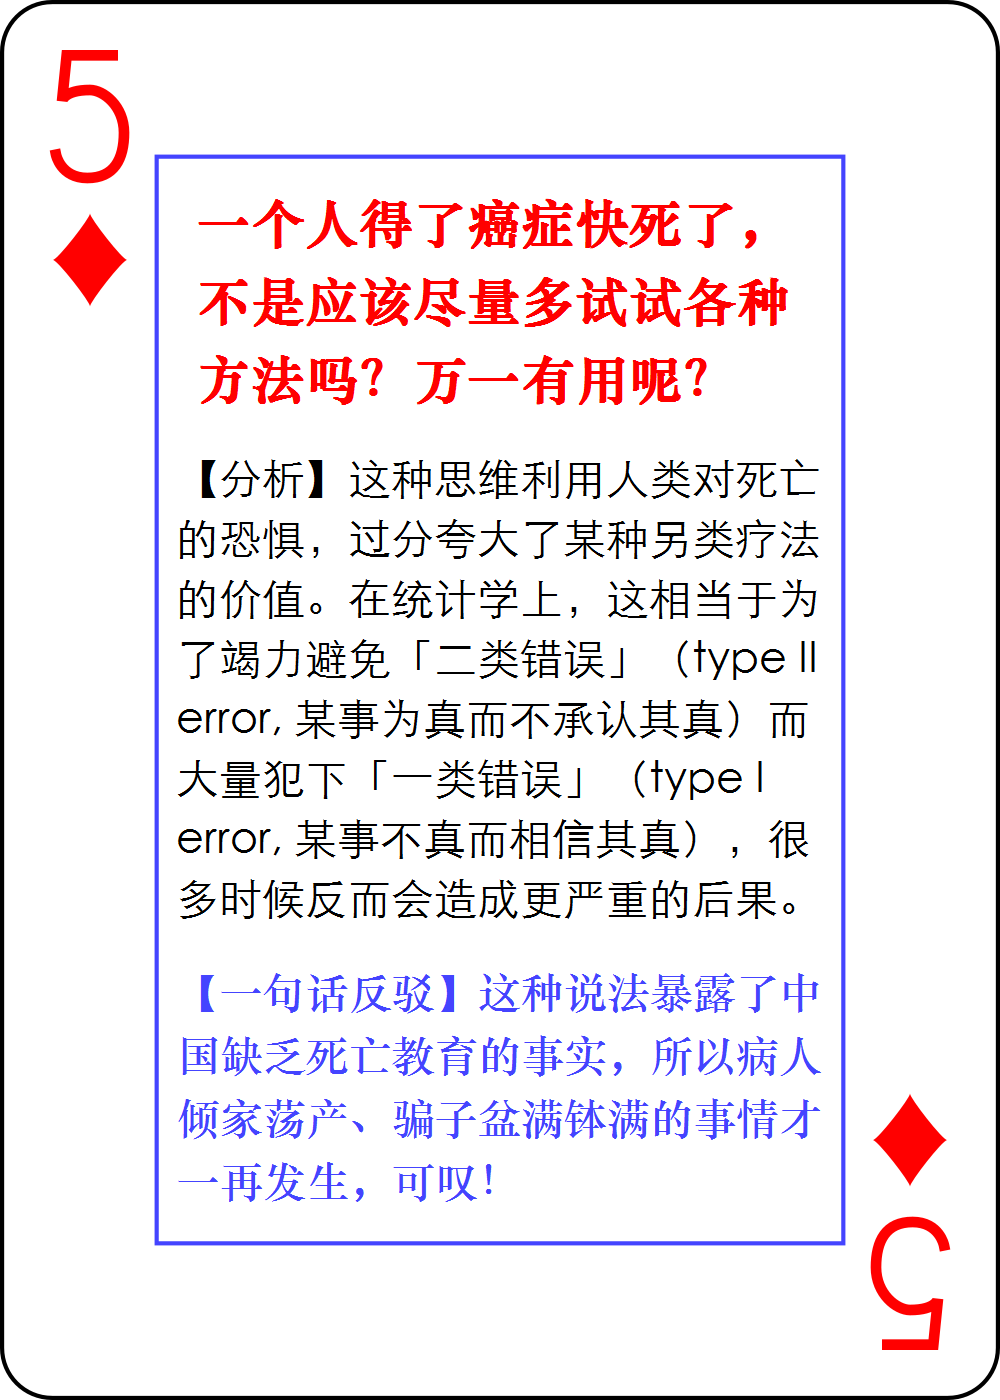 5
一个人得了癌症快死了，
不是应该尽量多试试各种
方法吗？万一有用呢？
【分析】这种思维利用人类对死亡
的恐惧，过分夸大了某种另类疗法
的价值。在统计学上，这相当于为
了竭力避免「二类错误」（type II
error, 某事为真而不承认其真）而
大量犯下「一类错误」（type I
error, 某事不真而相信其真），很
多时候反而会造成更严重的后果。
【一句话反驳】这种说法暴露了中
国缺乏死亡教育的事实，所以病人
倾家荡产、骗子盆满钵满的事情才
一再发生，可叹！
5